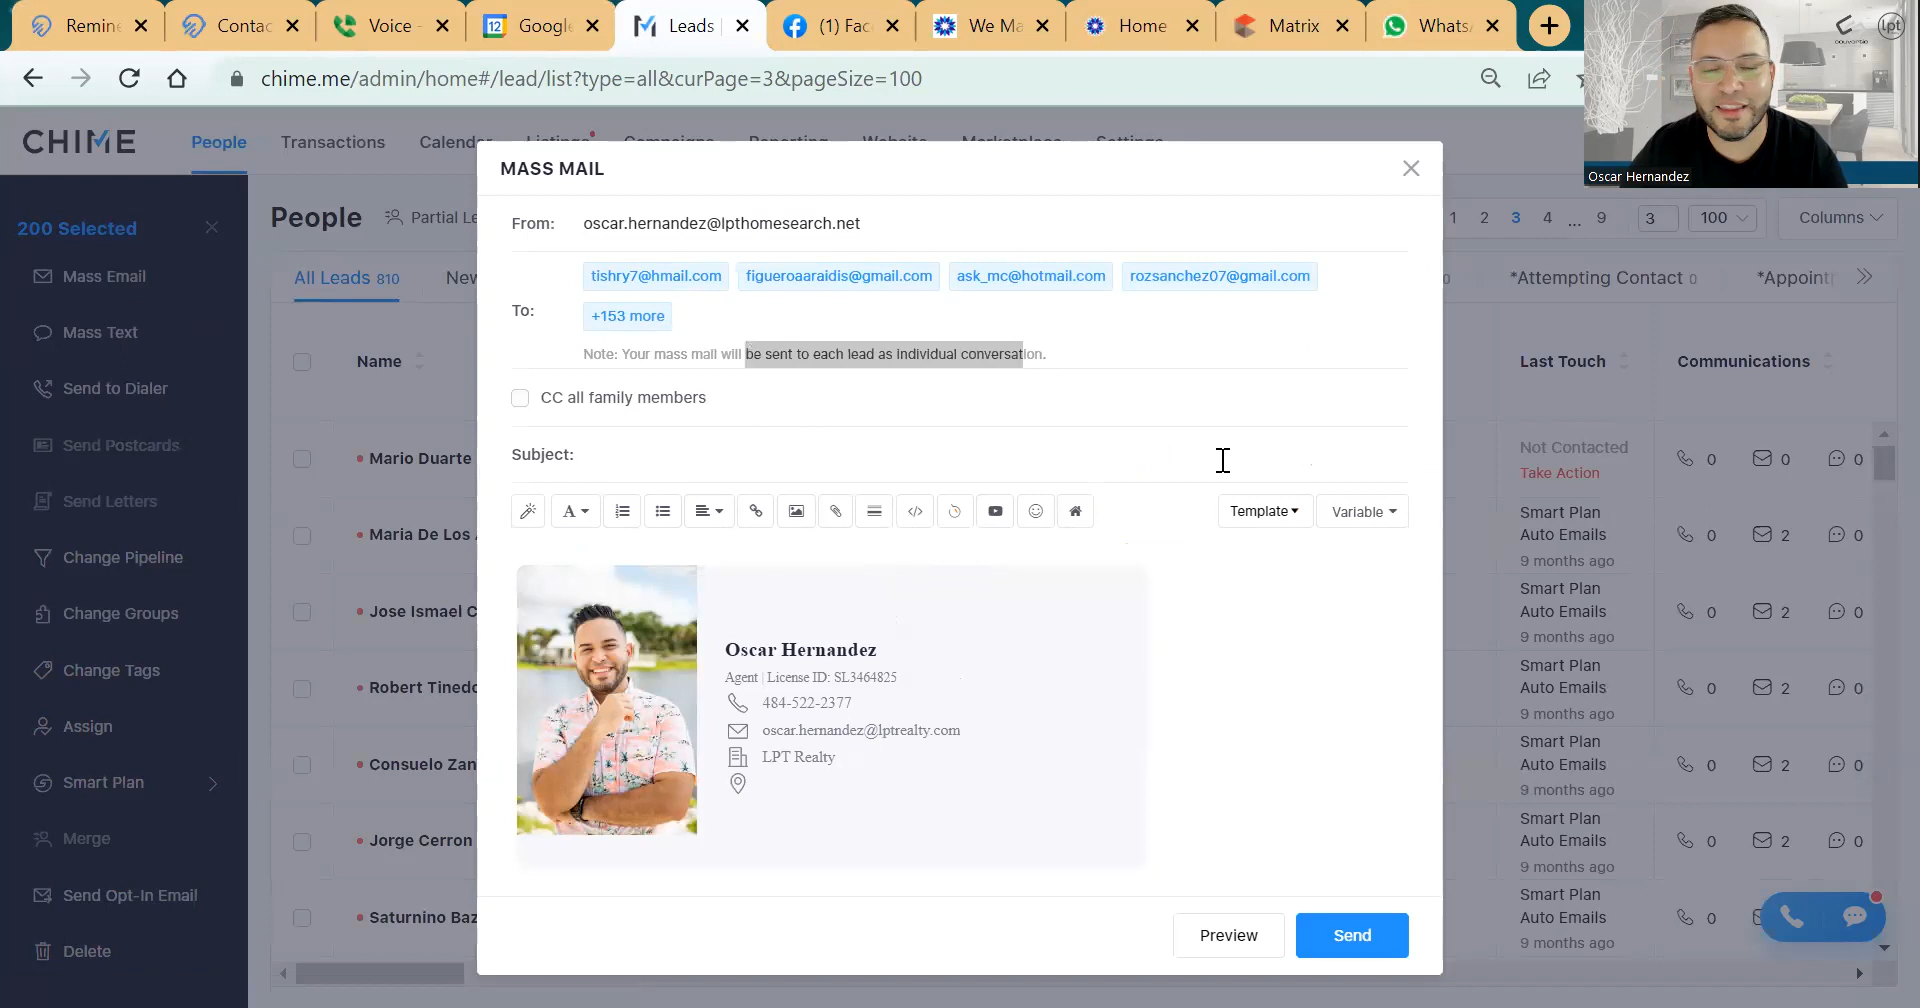 Remin
Contac
Voice -
Google
Leads
(1) Fac
We Ma
Home
Matrix
Whats
chime.me/admin/home#/lead/list?type=all&curPage=3&pageSize=100
lpt
Oscar Hernandez
CHIME
People
Transactions
Calendar
Listings
Campaigns
Reporting
Website
Marketplace
Settings
200 Selected
Mass Email
Mass Text
Send to Dialer
Send Postcards
Send Letters
Change Pipeline
Change Groups
Change Tags
Assign
Smart Plan
Merge
Send Opt-In Email
Delete
People
Partial Le
1 2 3 4 ... 9 3 100 Columns
All Leads 810
New
0
*Attempting Contact 0
*Appoint
Name
Last Touch
Communications
Mario Duarte
Not Contacted
Take Action
0 0 0
Maria De Los
Smart Plan
Auto Emails
9 months ago
0 2 0
Jose Ismael C
Smart Plan
Auto Emails
9 months ago
0 2 0
Robert Tinedo
Smart Plan
Auto Emails
9 months ago
0 2 0
Consuelo Zan
Smart Plan
Auto Emails
9 months ago
0 2 0
Jorge Cerron
Smart Plan
Auto Emails
9 months ago
0 2 0
Saturnino Baz
Smart Plan
Auto Emails
9 months ago
0
MASS MAIL
From: oscar.hernandez@lpthomesearch.net
To: tishry7@hmail.com figueroaaraidis@gmail.com ask_mc@hotmail.com rozsanchez07@gmail.com
+153 more
Note: Your mass mail will be sent to each lead as individual conversation.
CC all family members
Subject:
A
Template
Variable
Oscar Hernandez
Agent | License ID: SL3464825
484-522-2377
oscar.hernandez@lptrealty.com
LPT Realty
Preview
Send